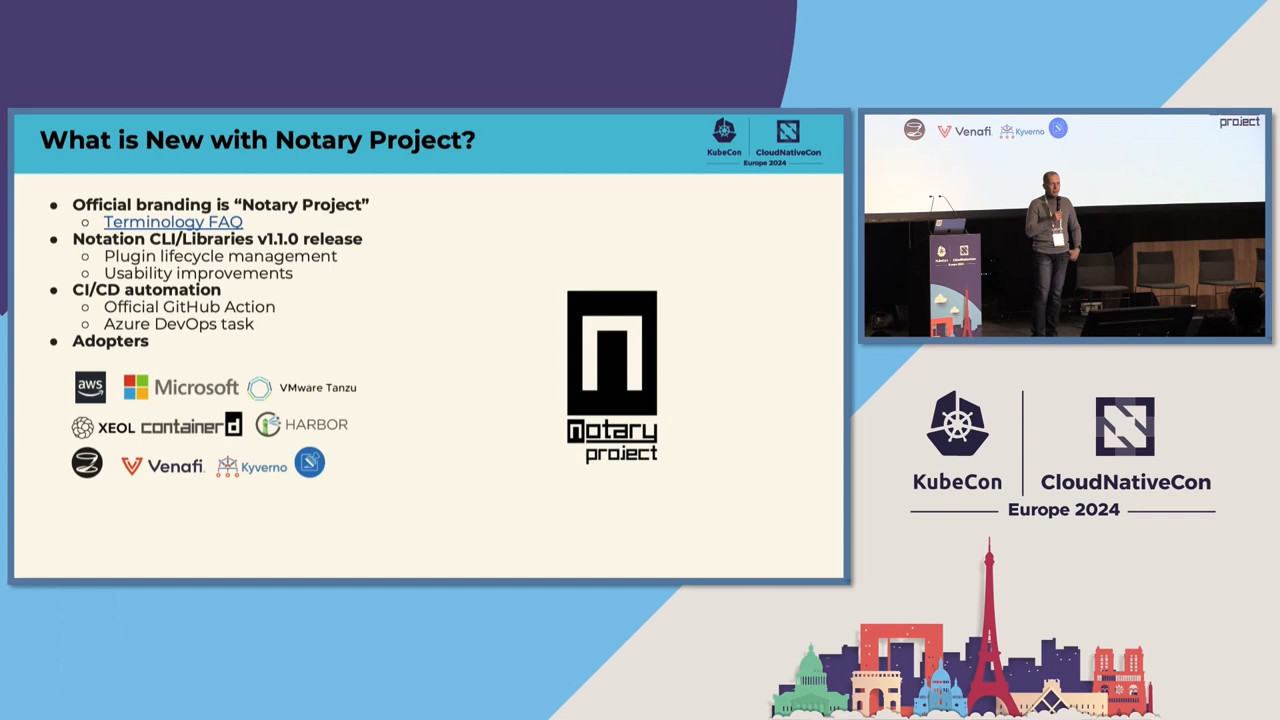 What is New with Notary Project?
KubeCon
CloudNativeCon
Europe 2024
● Official branding is “Notary Project”
○ Terminology FAQ
● Notation CLI/Libraries v1.1.0 release
○ Plugin lifecycle management
○ Usability improvements
● CI/CD automation
○ Official GitHub Action
○ Azure DevOps task
● Adopters
aws
Microsoft
VMware Tanzu
XEOL
containerd
HARBOR
Venafi
Kyverno
notary
project
project
Venafi
Kyverno
KubeCon
CloudNativeCon
Europe 2024